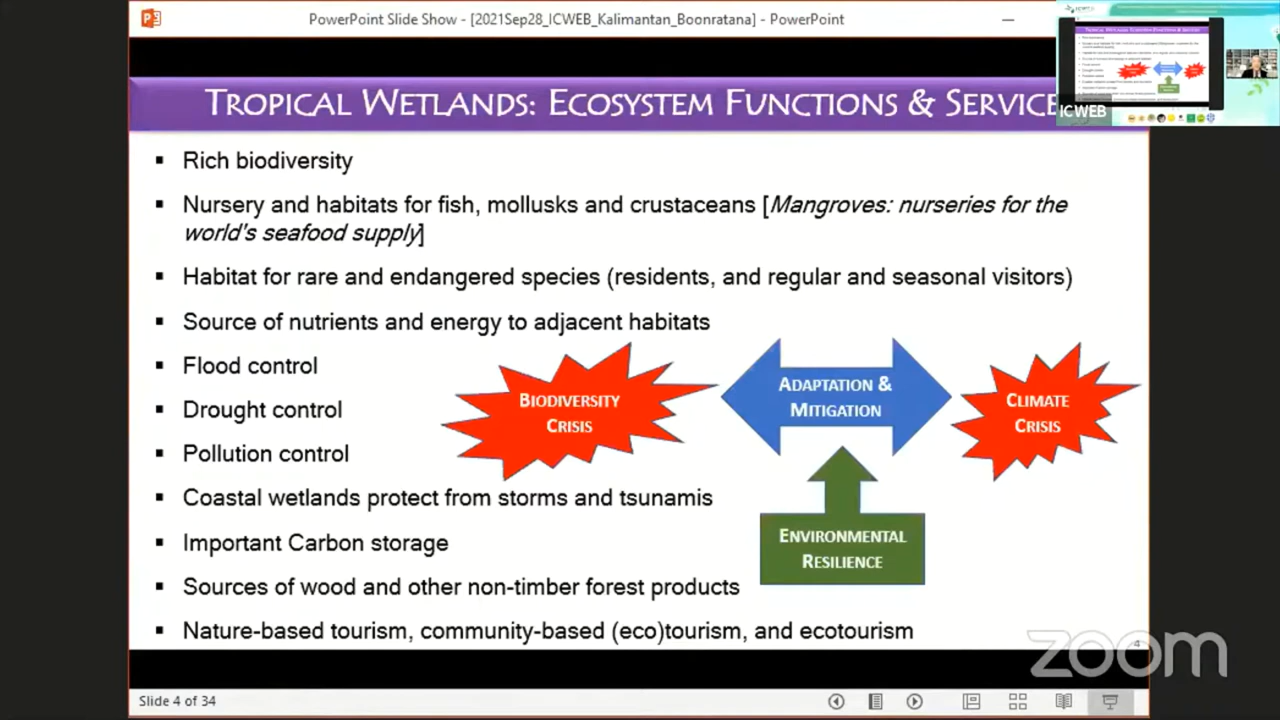 PowerPoint Slide Show - [2021Sep28_ICWEB_Kalimantan_Boonratana] - PowerPoint
TROPICAL WETLANDS: ECOSYSTEM FUNCTIONS & SERVICE
ICWEB
▪ Rich biodiversity
▪ Nursery and habitats for fish, mollusks and crustaceans [Mangroves: nurseries for the
world's seafood supply]
▪ Habitat for rare and endangered species (residents, and regular and seasonal visitors)
▪ Source of nutrients and energy to adjacent habitats
▪ Flood control
▪ Drought control
▪ Pollution control
▪ Coastal wetlands protect from storms and tsunamis
▪ Important Carbon storage
▪ Sources of wood and other non-timber forest products
▪ Nature-based tourism, community-based (eco)tourism, and ecotourism
BIODIVERSITY
CRISIS
ADAPTATION &
MITIGATION
CLIMATE
CRISIS
ENVIRONMENTAL
RESILIENCE
4
zoom
Slide 4 of 34